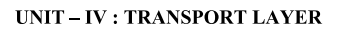 UNIT – IV : TRANSPORT LAYER